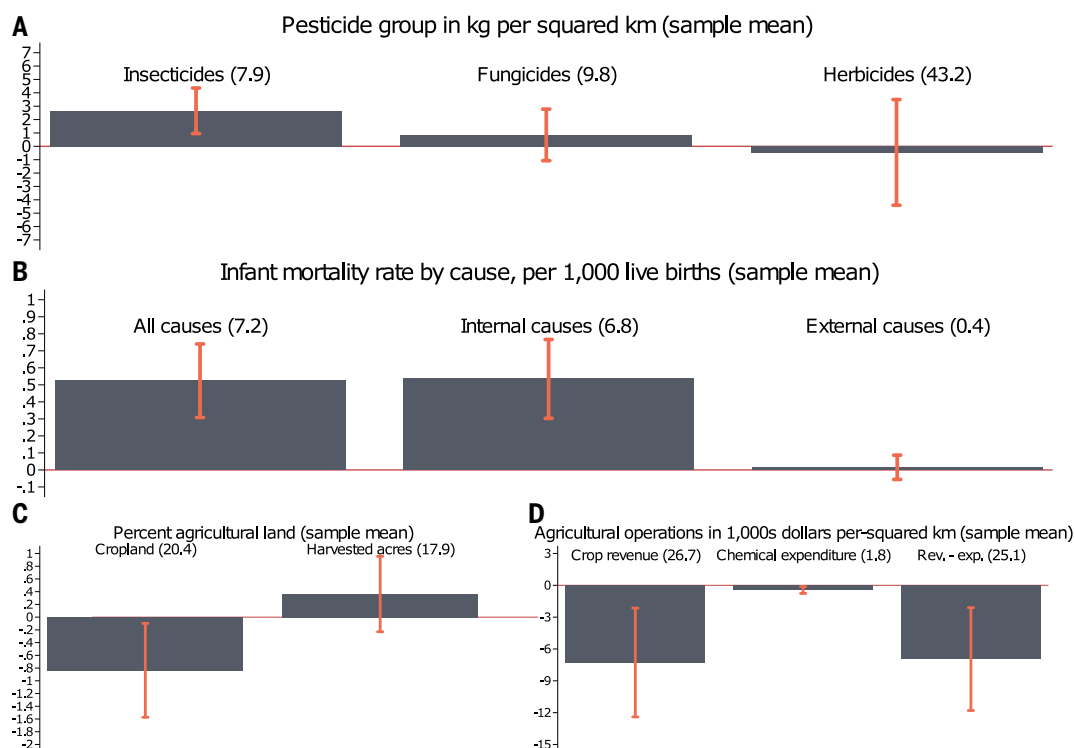 A
Pesticide group in kg per squared km (sample mean)
7
6
5
4
3
2
1
0
-1
-2
-3
-4
-5
-6
-7
Insecticides (7.9)
Fungicides (9.8)
Herbicides (43.2)
B
Infant mortality rate by cause, per 1,000 live births (sample mean)
1
.9
.8
.7
.6
.5
.4
.3
.2
.1
0
-.1
All causes (7.2)
Internal causes (6.8)
External causes (0.4)
C
Percent agricultural land (sample mean)
Cropland (20.4)
Harvested acres (17.9)
1
.8
.6
.4
.2
0
-.2
-.4
-.6
-.8
-1
-1.2
-1.4
-1.6
-1.8
-2
D
Agricultural operations in 1,000s dollars per-squared km (sample mean)
Crop revenue (26.7)
Chemical expenditure (1.8)
Rev. - exp. (25.1)
3
0
-3
-6
-9
-12
-15